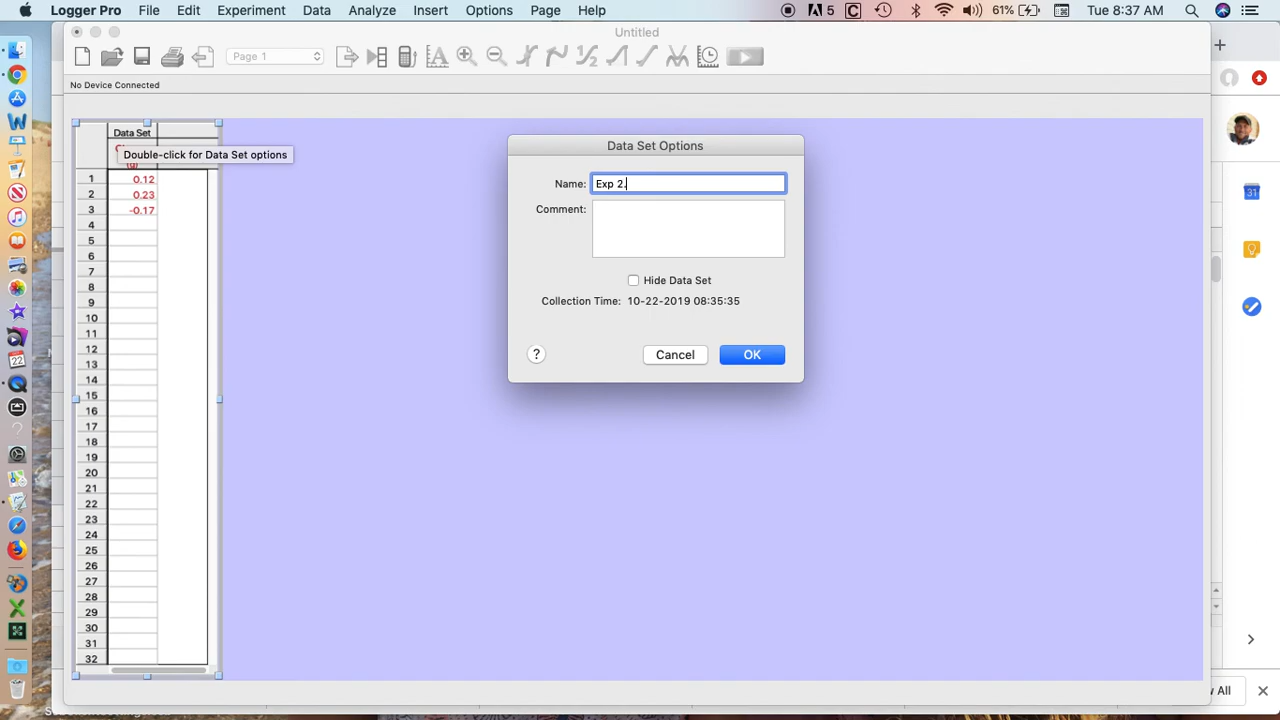 Logger Pro File Edit Experiment Data Analyze Insert Options Page Help A 5 C 61% Tue 8:37 AM
Untitled
Page 1
No Device Connected
Data Set
Double-click for Data Set options
1 0.12
2 0.23
3 -0.17
4
5
6
7
8
9
10
11
12
13
14
15
16
17
18
19
20
21
22
23
24
25
26
27
28
29
30
31
32
Data Set Options
Name: Exp 2.
Comment:
Hide Data Set
Collection Time: 10-22-2019 08:35:35
? Cancel OK
31
22
All